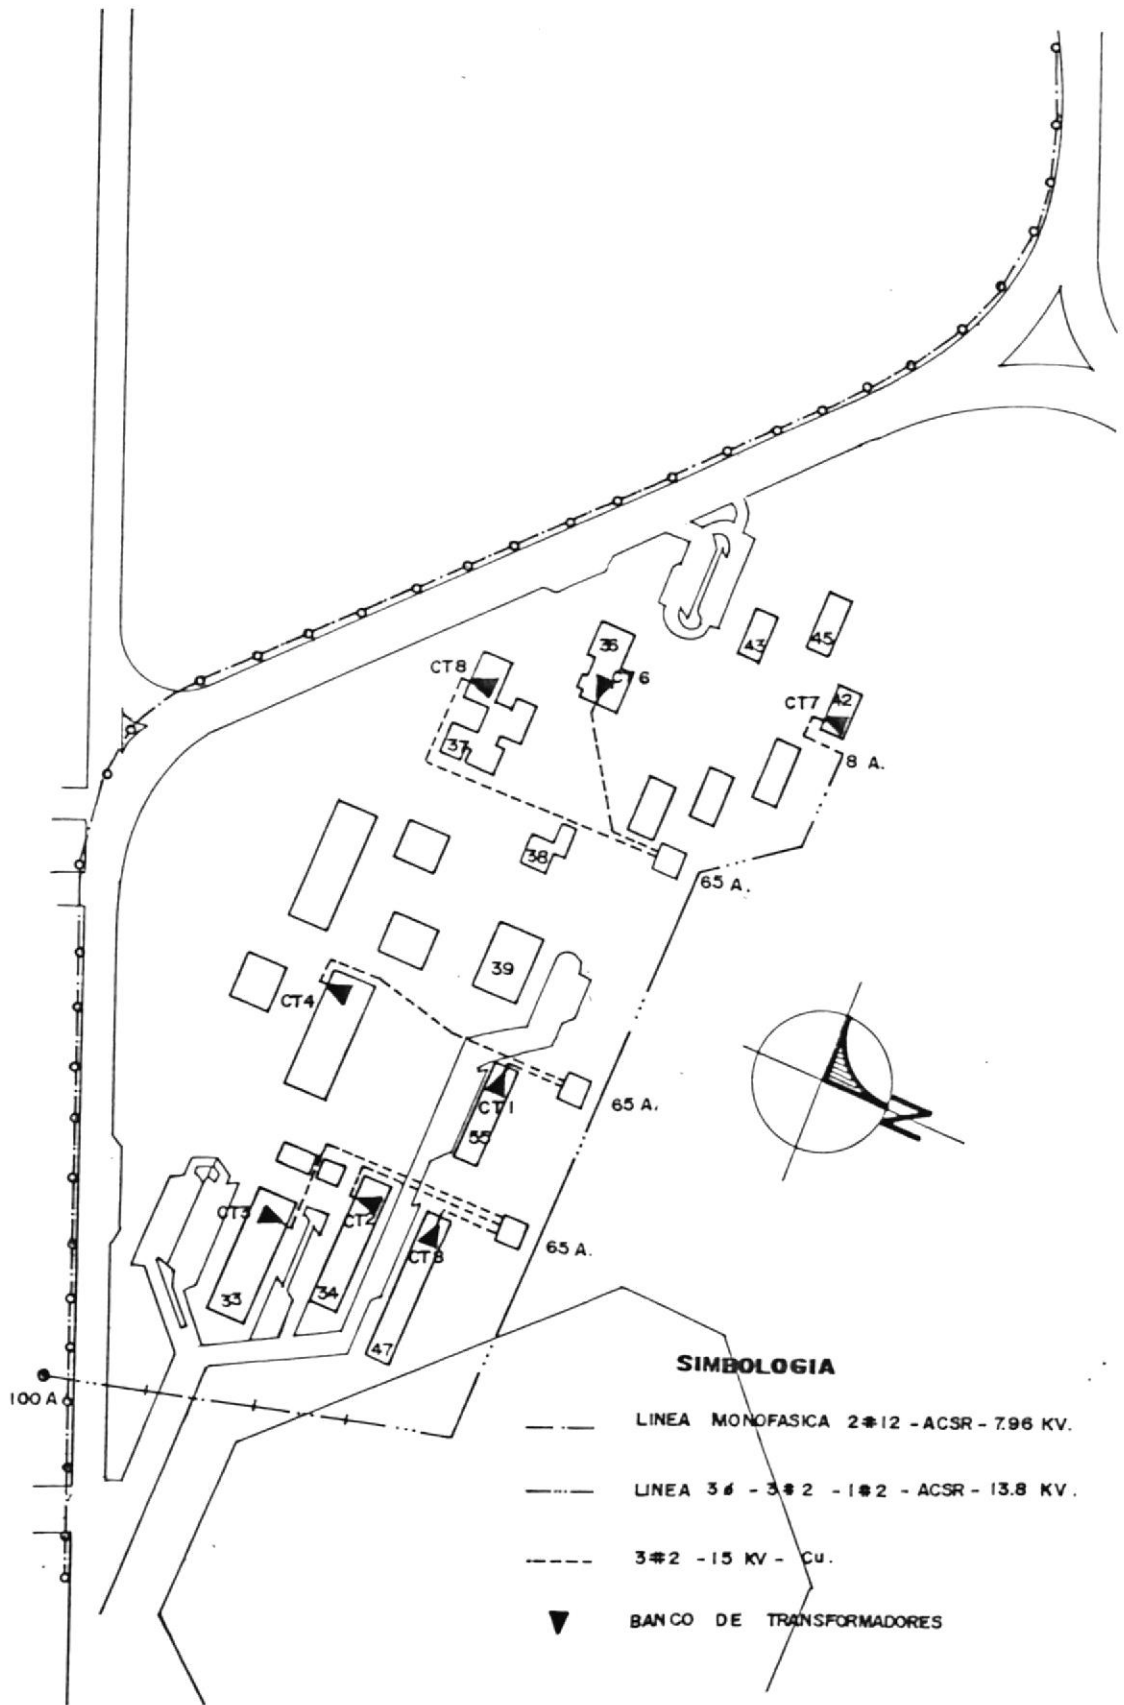 36
43
45
CT8
CT6
42
CT7
37
8 A.
38
65 A.
39
CT4
65 A.
CT1
55
CT3
CT2
65 A.
CT8
33
34
47
SIMBOLOGIA
100 A
LINEA MONOFASICA 2#12 - ACSR - 7.96 KV.
LINEA 3ø - 3#2 - 1#2 - ACSR - 13.8 KV.
3#2 - 15 KV - Cu.
BANCO DE TRANSFORMADORES
N